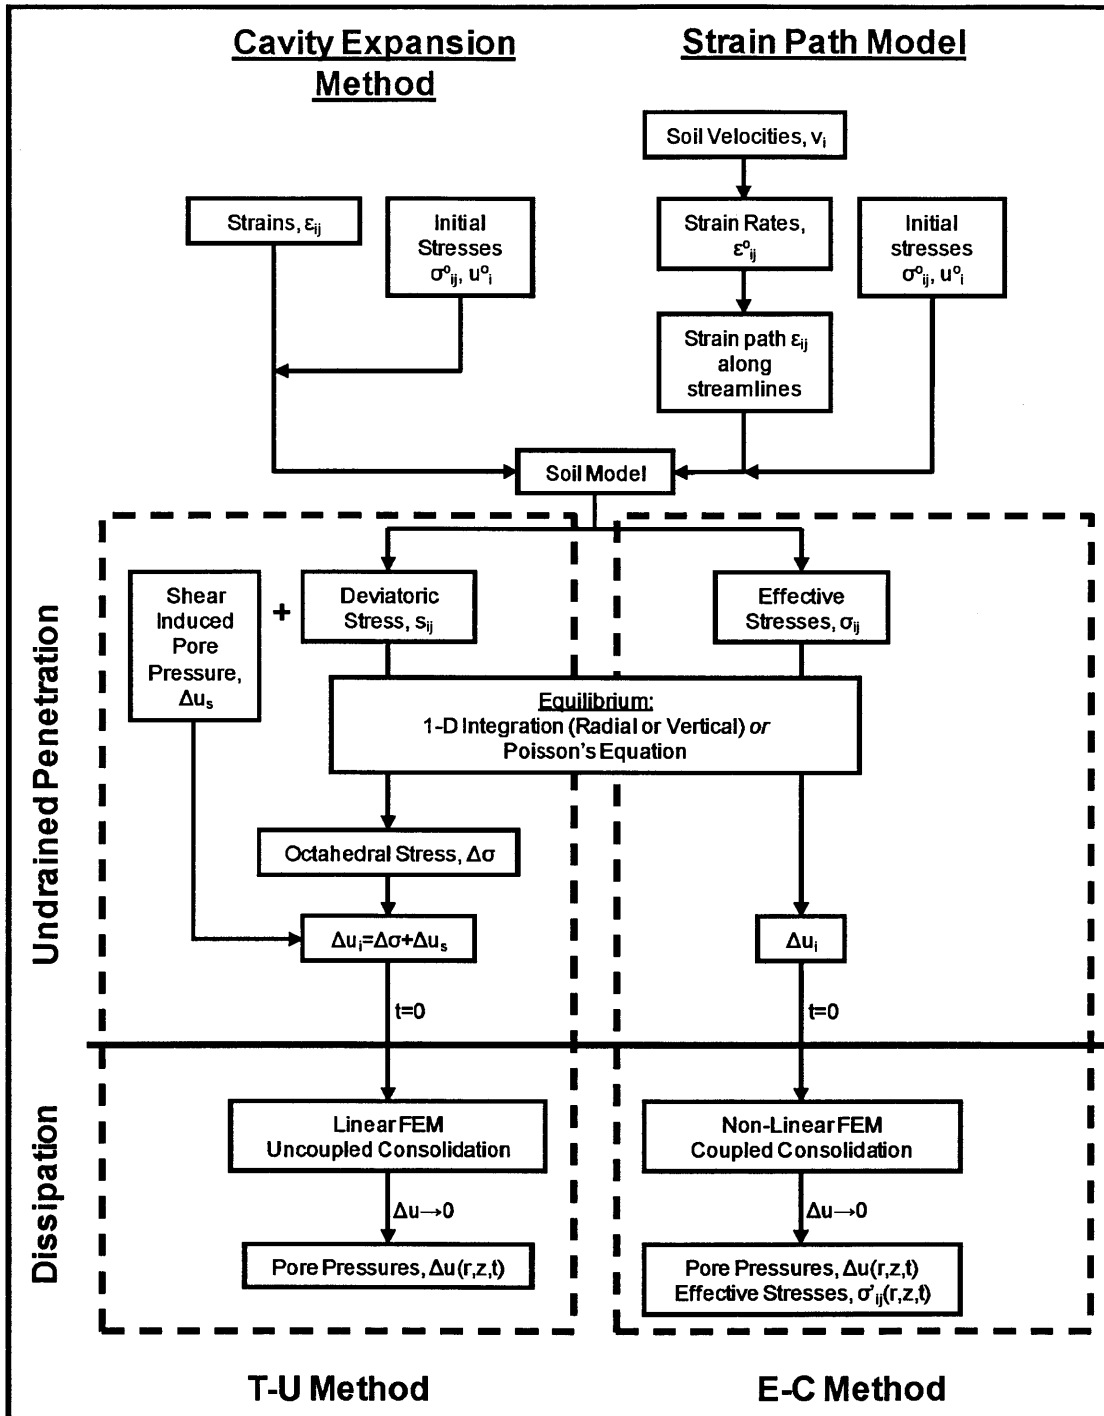 Cavity Expansion
Method
Strain Path Model
Soil Velocities, vᵢ
Strains, εᵢⱼ
Initial
Stresses
σ°ᵢⱼ, u°ᵢ
Strain Rates,
ε°ᵢⱼ
Initial
stresses
σ°ᵢⱼ, u°ᵢ
Strain path εᵢⱼ
along
streamlines
Soil Model
Undrained Penetration
Shear
Induced
Pore
Pressure,
Δuₛ
+
Deviatoric
Stress, sᵢⱼ
Effective
Stresses, σᵢⱼ
Equilibrium:
1-D Integration (Radial or Vertical) or
Poisson's Equation
Octahedral Stress, Δσ
Δuᵢ=Δσ+Δuₛ
Δuᵢ
t=0
t=0
Dissipation
Linear FEM
Uncoupled Consolidation
Non-Linear FEM
Coupled Consolidation
Δu→0
Δu→0
Pore Pressures, Δu(r,z,t)
Pore Pressures, Δu(r,z,t)
Effective Stresses, σ'ᵢⱼ(r,z,t)
T-U Method
E-C Method